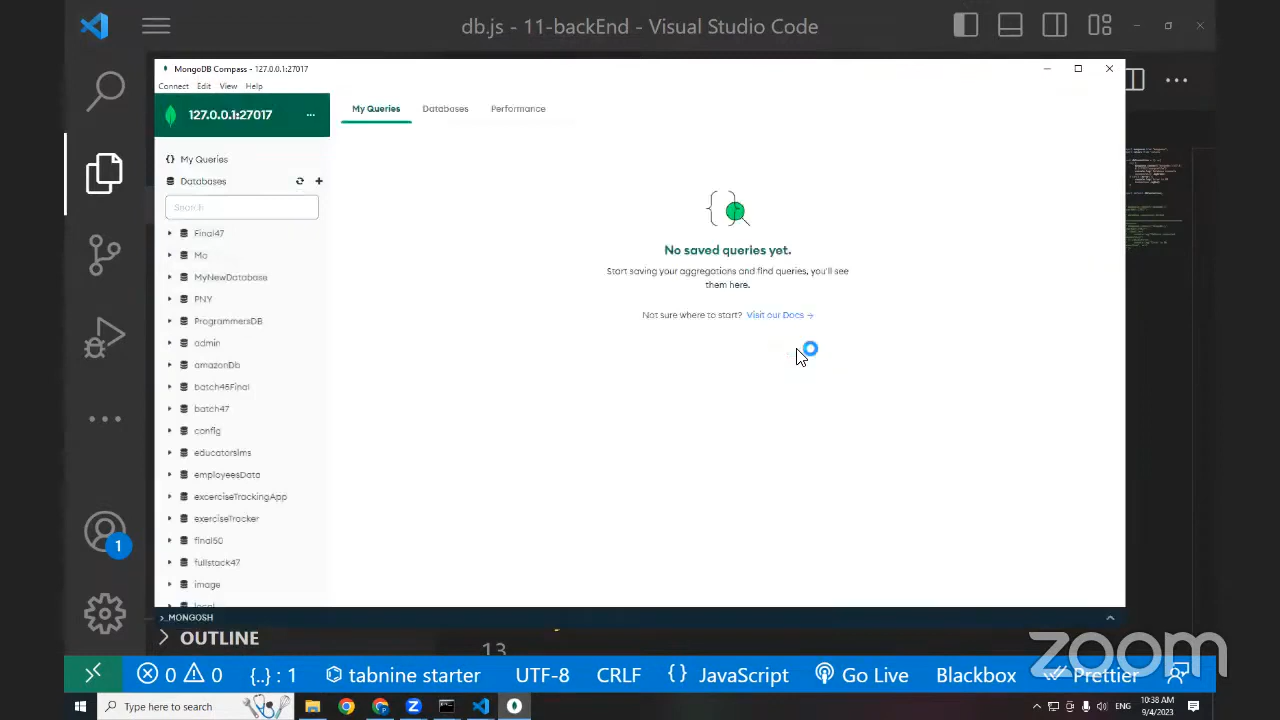 db.js - 11-backEnd - Visual Studio Code
MongoDB Compass - 127.0.0.1:27017
Connect Edit View Help
127.0.0.1:27017
...
My Queries Databases Performance
{} My Queries
Databases
Search
Final47
Mo
MyNewDatabase
PNY
ProgrammersDB
admin
amazonDb
batch45Final
batch47
config
educatorslms
employeesData
excerciseTrackingApp
exerciseTracker
final50
fullstack47
image
local
No saved queries yet.
Start saving your aggregations and find queries, you'll see
them here.
Not sure where to start? Visit our Docs →
>_MONGOSH
1
OUTLINE
13
zoom
0 0 {..} : 1 tabnine starter UTF-8 CRLF {} JavaScript Go Live Blackbox Prettier
Type here to search
ENG
10:38 AM
9/4/2023